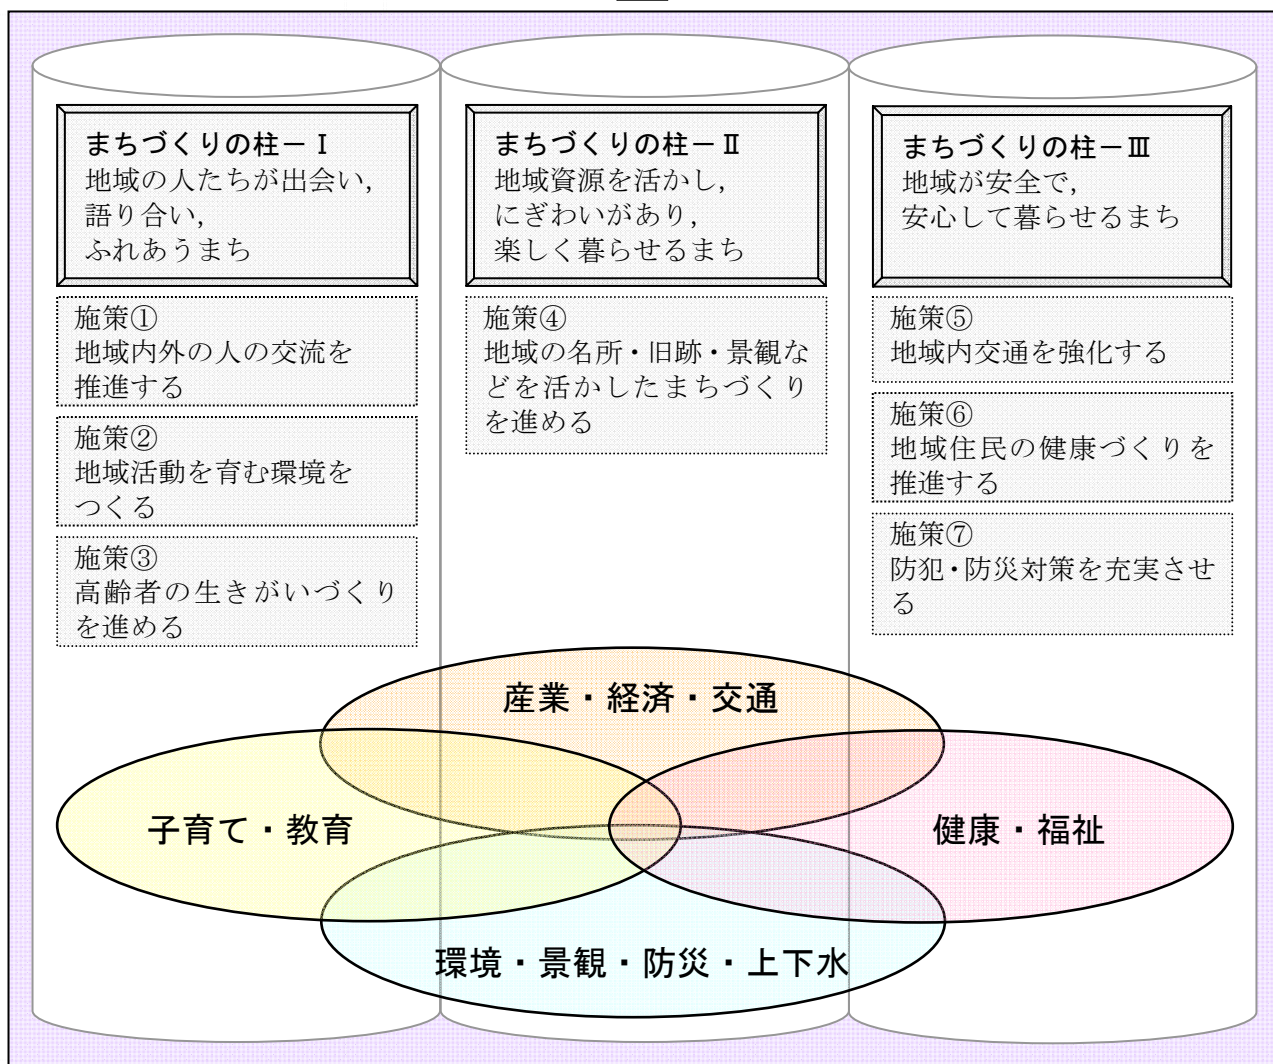 まちづくりの柱－Ⅰ
地域の人たちが出会い,
語り合い,
ふれあうまち
施策①
地域内外の人の交流を
推進する
施策②
地域活動を育む環境を
つくる
施策③
高齢者の生きがいづくり
を進める
まちづくりの柱－Ⅱ
地域資源を活かし,
にぎわいがあり,
楽しく暮らせるまち
施策④
地域の名所・旧跡・景観な
どを活かしたまちづくり
を進める
まちづくりの柱－Ⅲ
地域が安全で,
安心して暮らせるまち
施策⑤
地域内交通を強化する
施策⑥
地域住民の健康づくりを
推進する
施策⑦
防犯・防災対策を充実させ
る
産業・経済・交通
子育て・教育
健康・福祉
環境・景観・防災・上下水